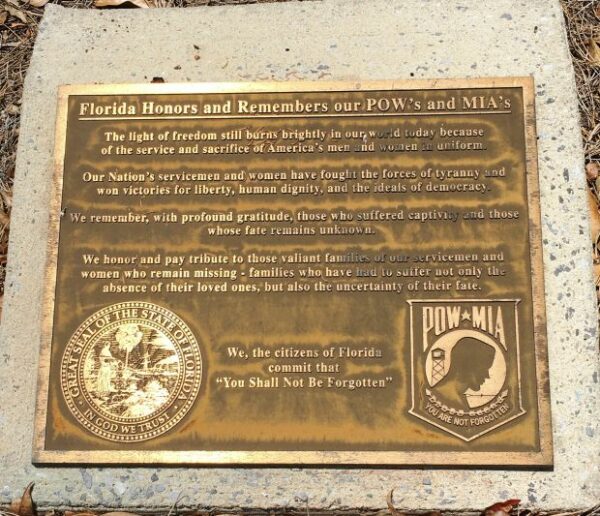 Florida Honors and Remembers our POW.'s and MIA's
The light of freedom still burns brightly in our world today because
of the service and sacrifice of America's men and women in uniform.
Our Nation's servicemen and women have fought the forces of tyranny and
won victories for liberty, human dignity, and the ideals of democracy.
We remember, with profound gratitude, those who suffered captivity and those
whose fate remains unknown.
We honor and pay tribute to those valiant families of our servicemen and
women who remain missing - families who have had to suffer not only the
absence of their loved ones, but also the uncertainty of their fate.
GREAT SEAL OF THE STATE OF FLORIDA
IN GOD WE TRUST
We, the citizens of Florida
commit that
"You Shall Not Be Forgotten"
POW★MIA
YOU ARE NOT FORGOTTEN